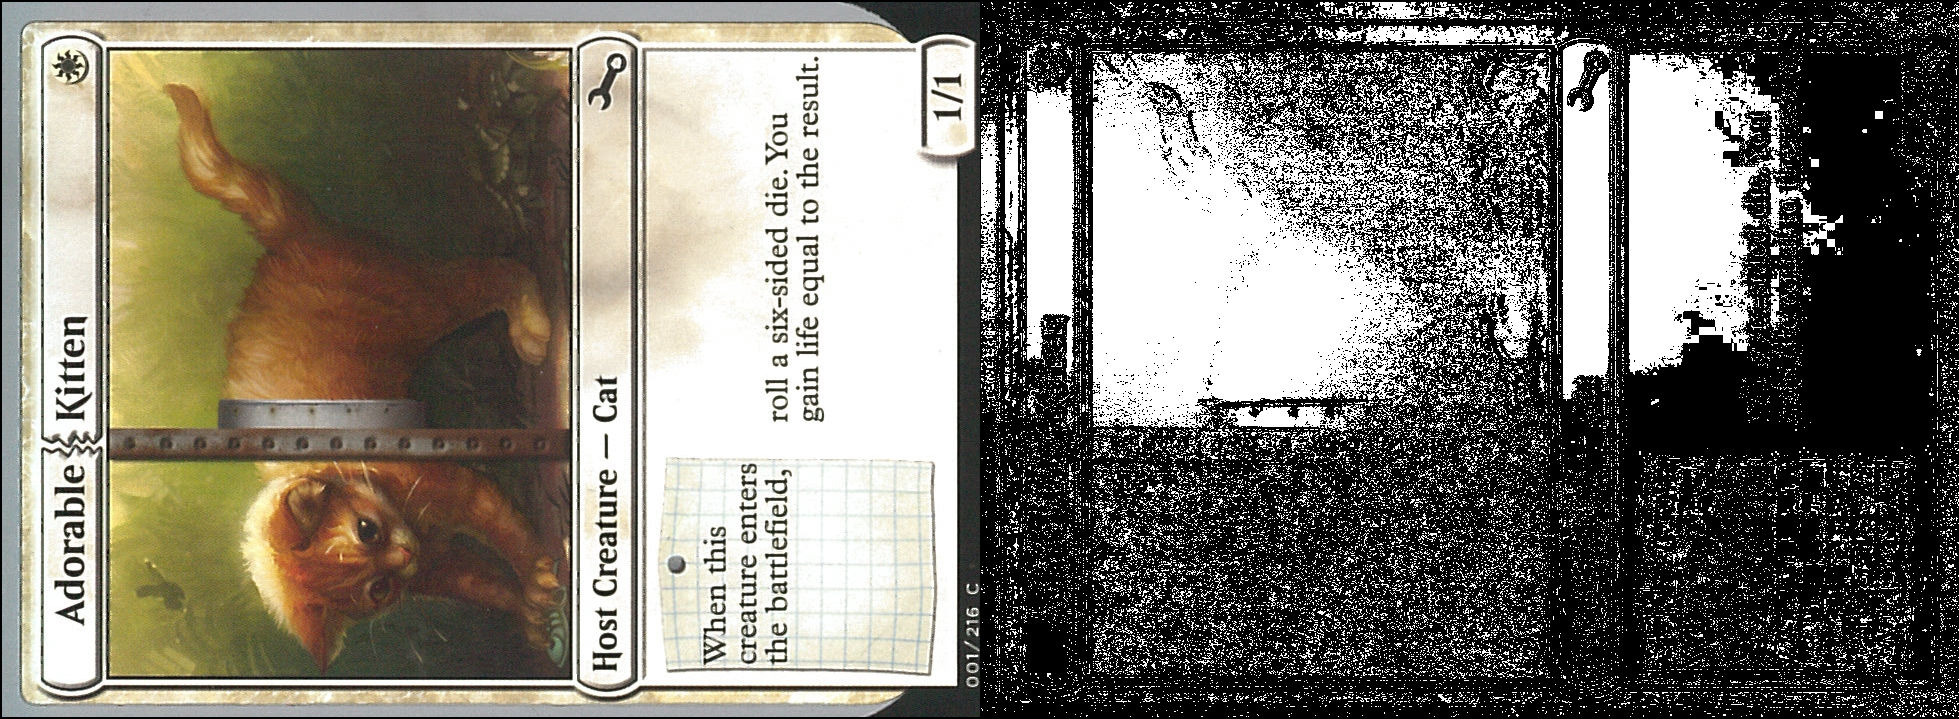 Adorable Kitten
Host Creature — Cat
When this
creature enters
the battlefield,
roll a six-sided die. You
gain life equal to the result.
1/1
001/216 C